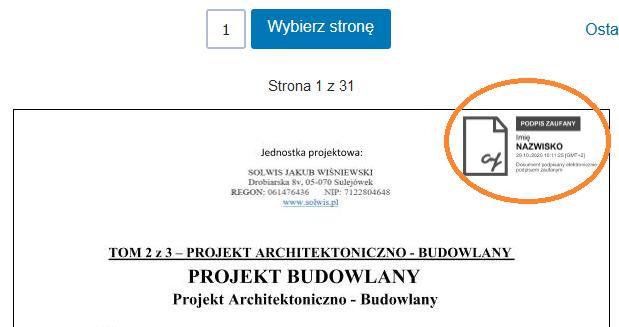 1
Wybierz stronę
Osta
Strona 1 z 31
PODPIS ZAUFANY
Imię
NAZWISKO
29.10.2020 10:11:25 [GMT+2]
Dokument podpisany elektronicznie
podpisem zaufanym
Jednostka projektowa:
SOLWIS JAKUB WIŚNIEWSKI
Drobiarska 8v, 05-070 Sulejówek
REGON: 061476436 NIP: 7122804648
www.solwis.pl
TOM 2 z 3 – PROJEKT ARCHITEKTONICZNO - BUDOWLANY
PROJEKT BUDOWLANY
Projekt Architektoniczno - Budowlany